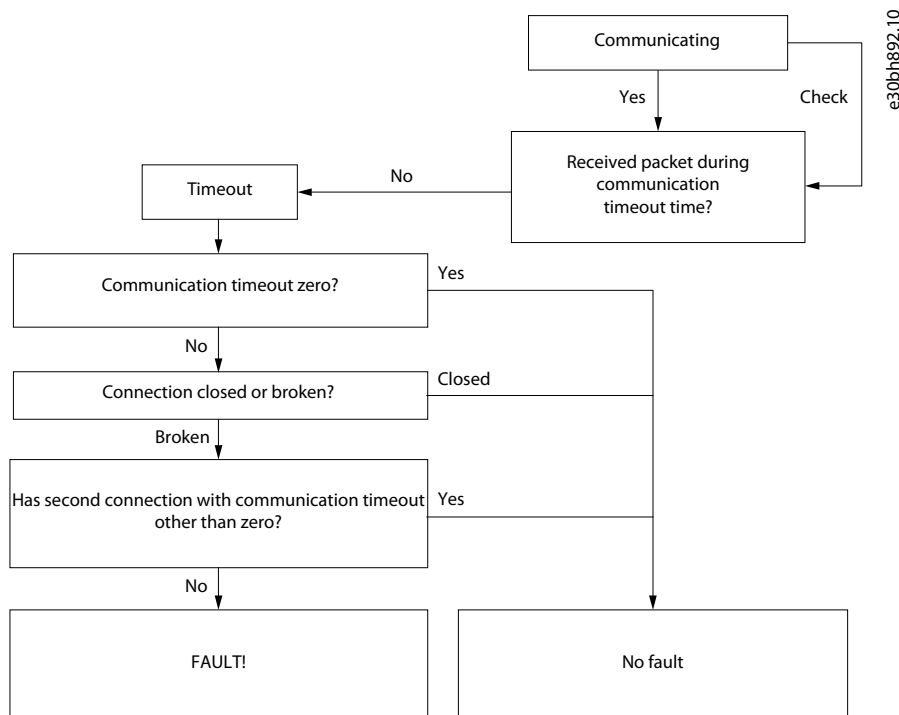 Communicating
e30bh892.10
Yes
Check
Received packet during
communication
timeout time?
No
Timeout
Communication timeout zero?
Yes
No
Connection closed or broken?
Closed
Broken
Has second connection with communication timeout
other than zero?
Yes
No
FAULT!
No fault